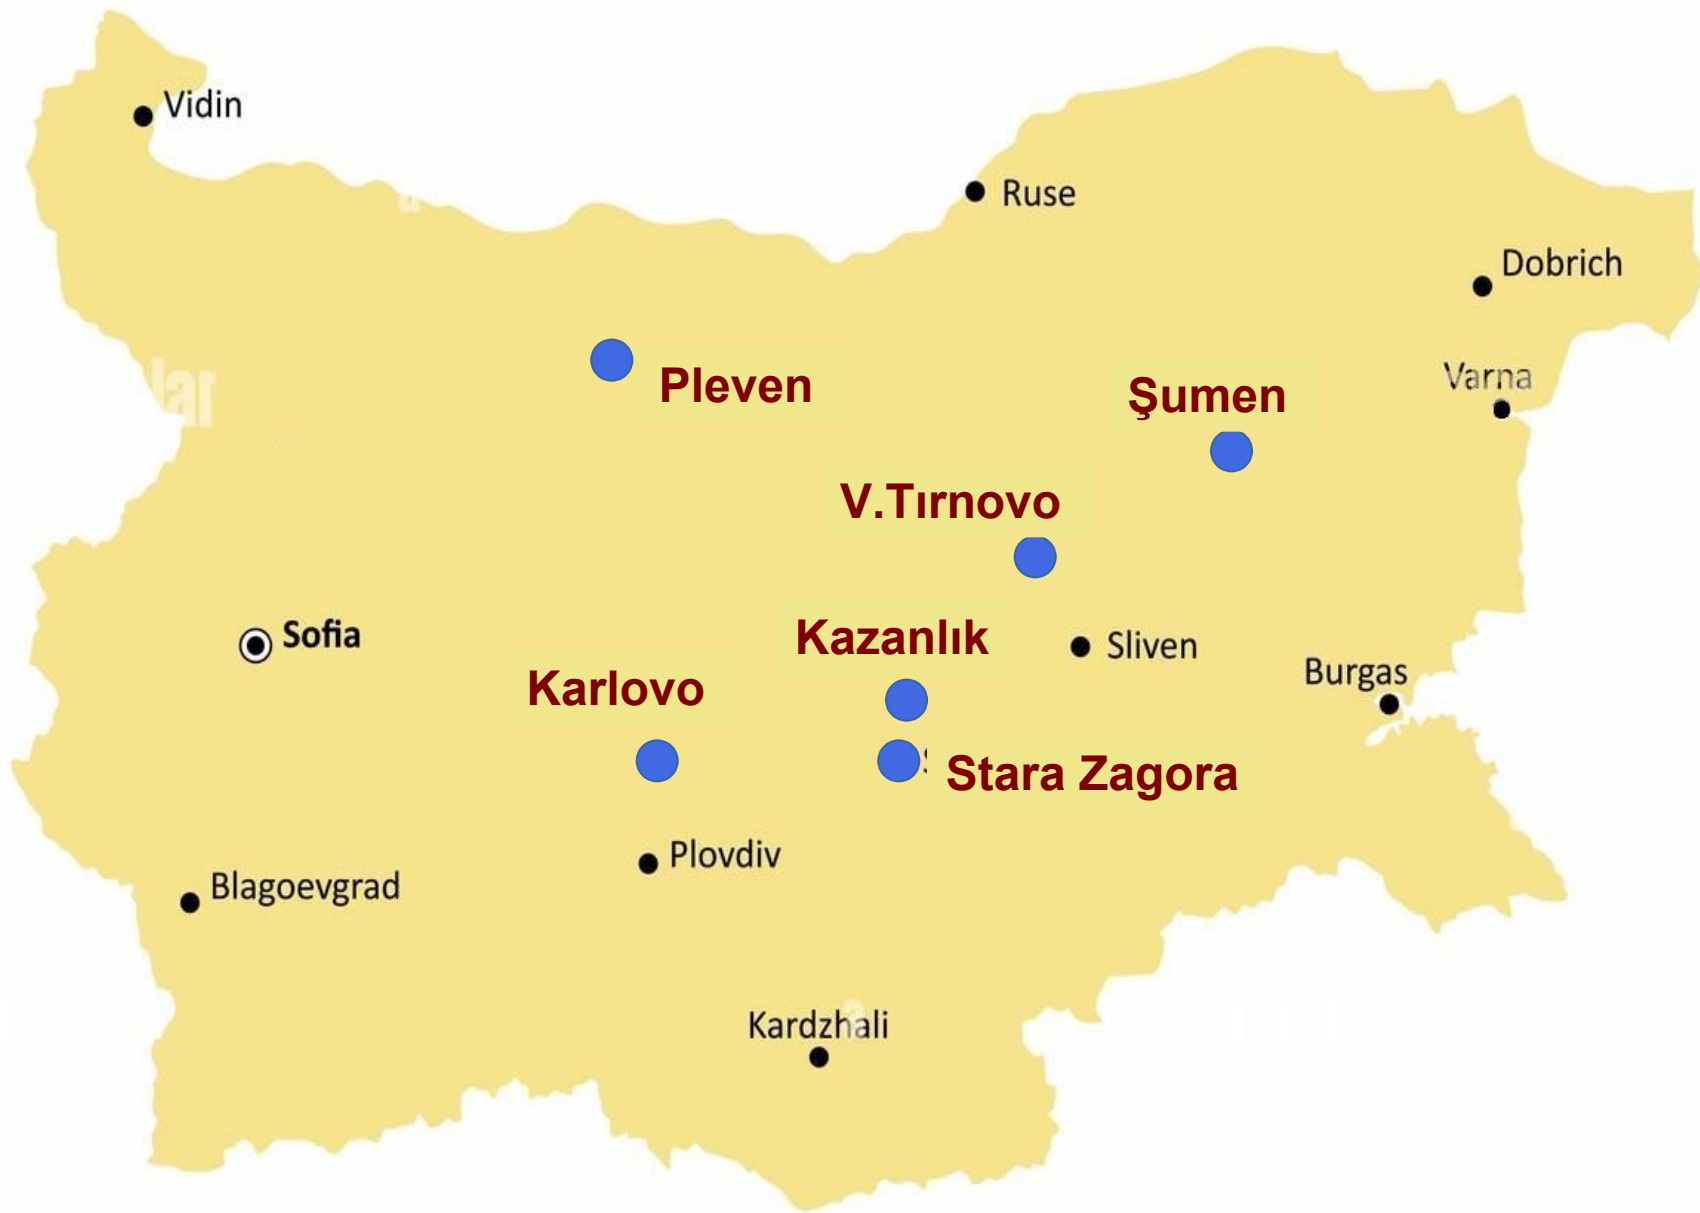 Vidin
Ruse
Dobrich
Pleven
Şumen
Varna
V.Tırnovo
Sofia
Kazanlık
Sliven
Karlovo
Burgas
Stara Zagora
Plovdiv
Blagoevgrad
Kardzhali